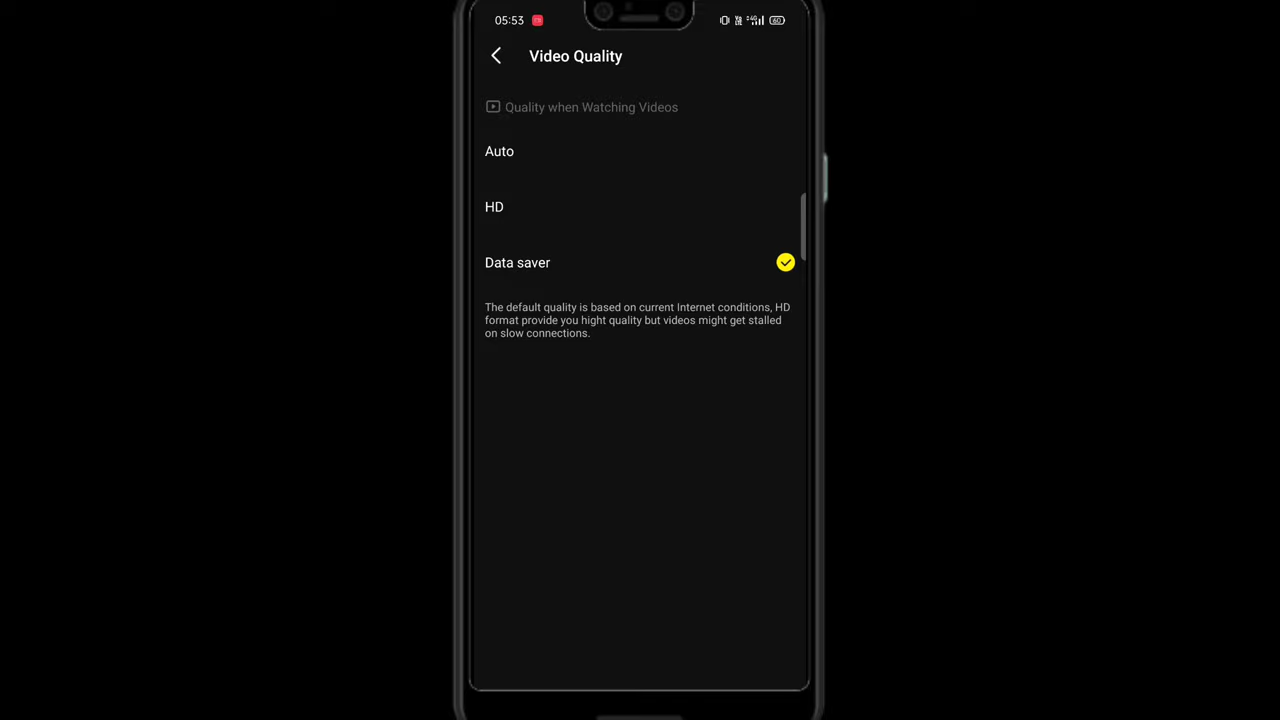 05:53
60
Video Quality
Quality when Watching Videos
Auto
HD
Data saver
The default quality is based on current Internet conditions, HD
format provide you hight quality but videos might get stalled
on slow connections.